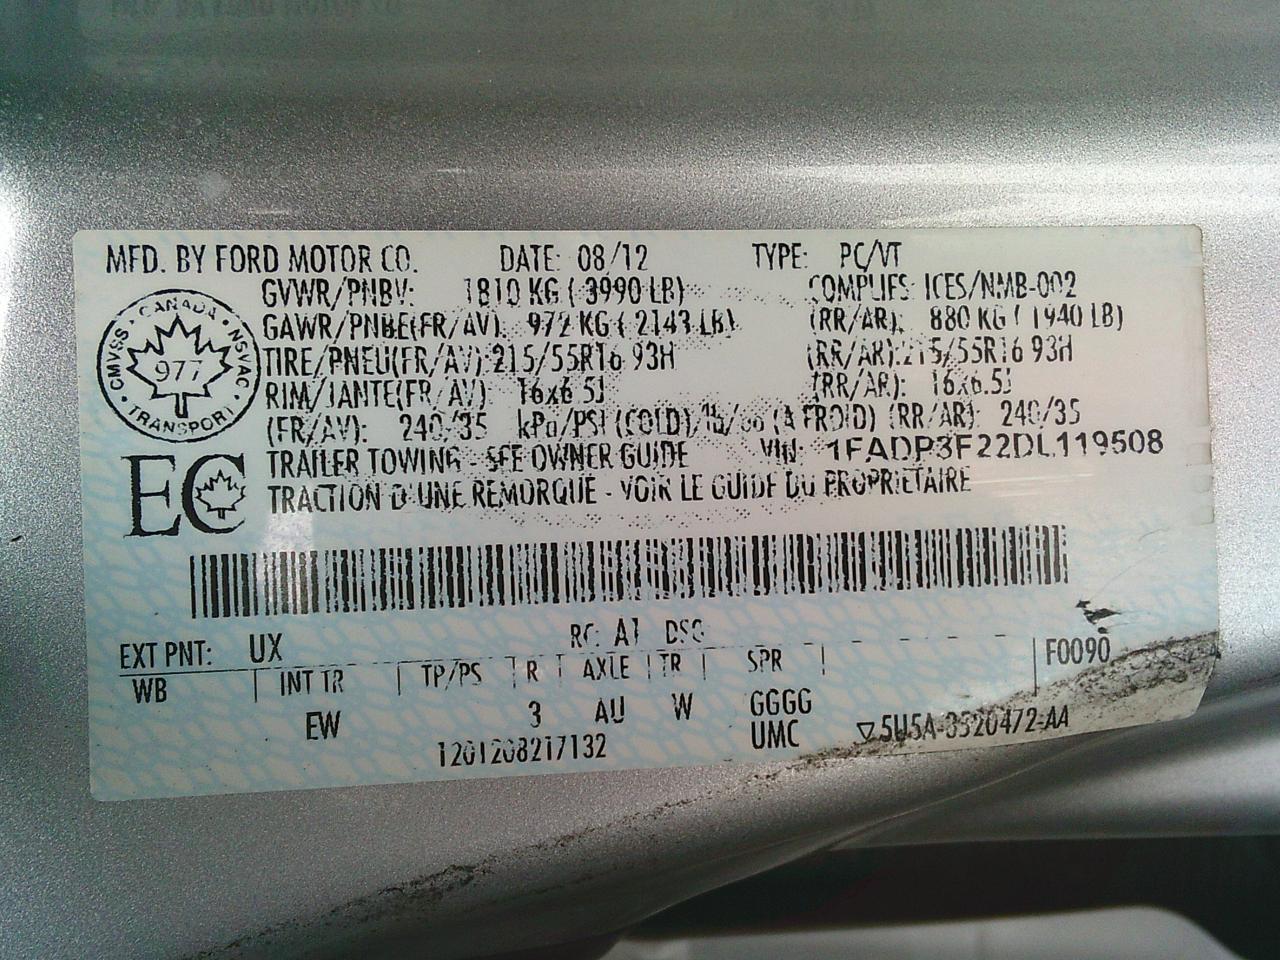 MFD. BY FORD MOTOR CO. DATE: 08/12 TYPE: PC/VT
GVWR/PNBV: 1810 KG ( 3990 LB) COMPLIES: ICES/NMB-002
GAWR/PNBE(FR/AV): 972 KG ( 2143 LB) (RR/AR): 880 KG ( 1940 LB)
TIRE/PNEU(FR/AV):215/55R16 93H (RR/AR):215/55R16 93H
RIM/JANTE(FR/AV): 16x6.5J (RR/AR): 16x6.5J
(FR/AV): 240/35 kPa/PSI (COLD)/ (A FROID) (RR/AR): 240/35
TRAILER TOWING - SEE OWNER GUIDE VIN: 1FADP3F22DL119508
TRACTION D'UNE REMORQUE - VOIR LE GUIDE DU PROPRIETAIRE
CANADA
CMVSS · NSVAC
977
TRANSPORT
EC
EXT PNT: UX RC: A1 DSO:
WB INT TR TP/PS R AXLE TR SPR F0090
EW 3 AU W GGGG
1201208217132 UMC ▽5U5A-3520472-AA